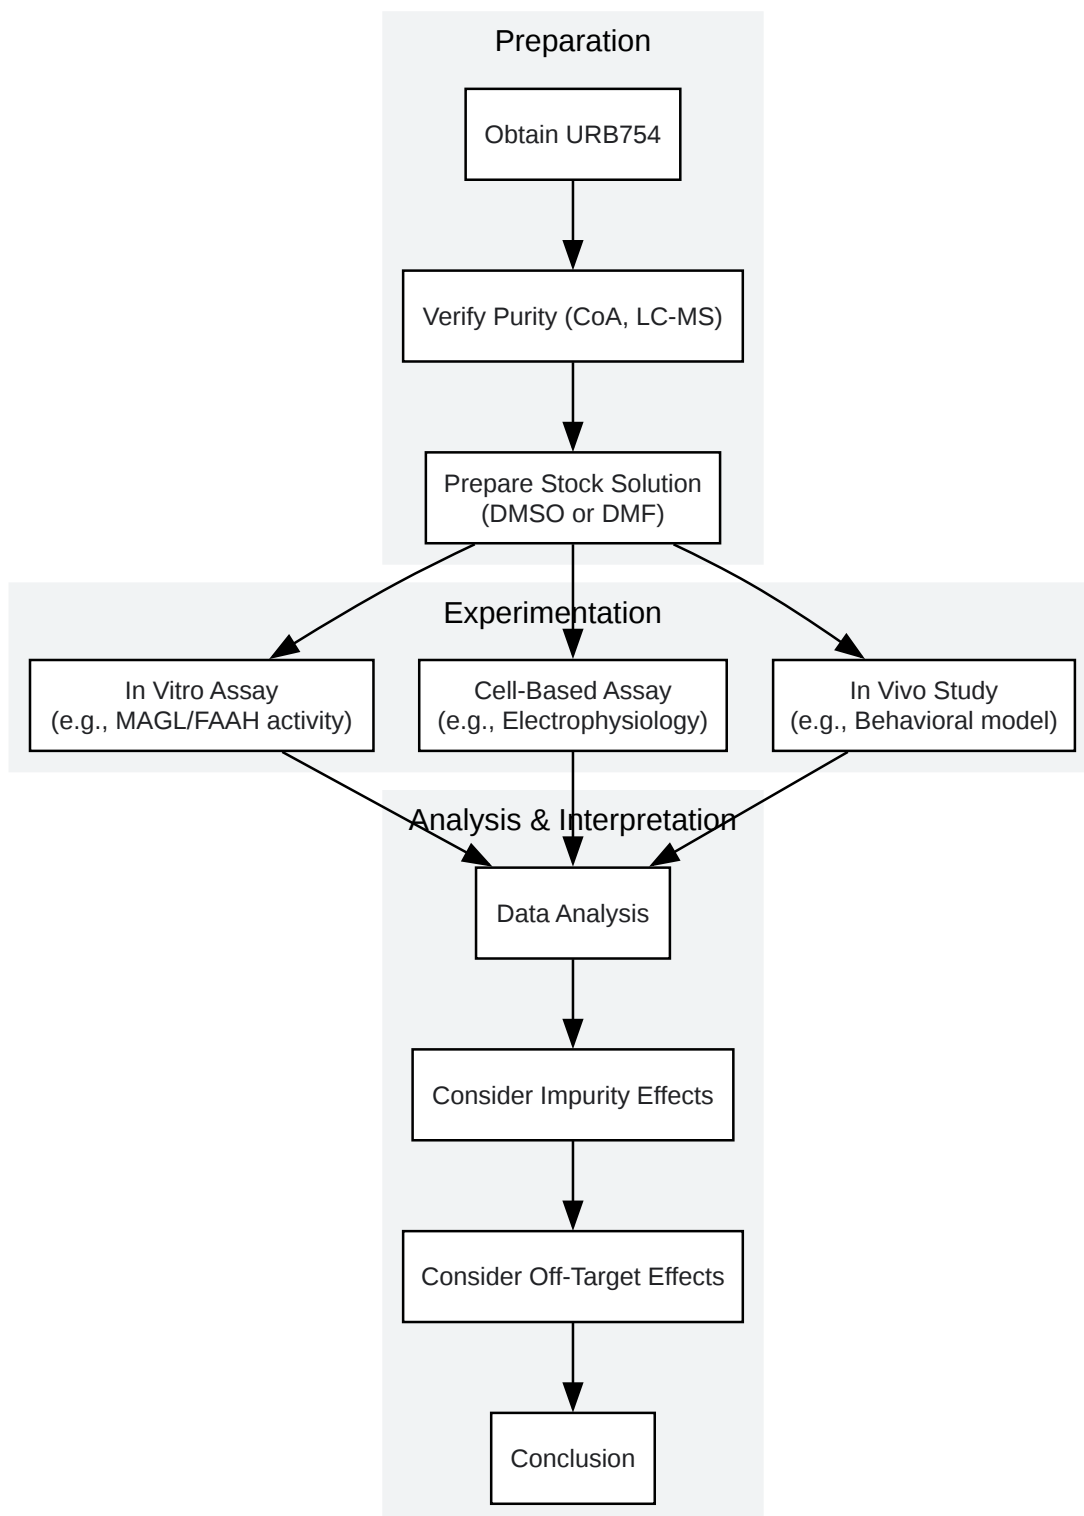 Preparation
Obtain URB754
Verify Purity (CoA, LC-MS)
Prepare Stock Solution
(DMSO or DMF)
Experimentation
In Vitro Assay
(e.g., MAGL/FAAH activity)
Cell-Based Assay
(e.g., Electrophysiology)
In Vivo Study
(e.g., Behavioral model)
Analysis & Interpretation
Data Analysis
Consider Impurity Effects
Consider Off-Target Effects
Conclusion